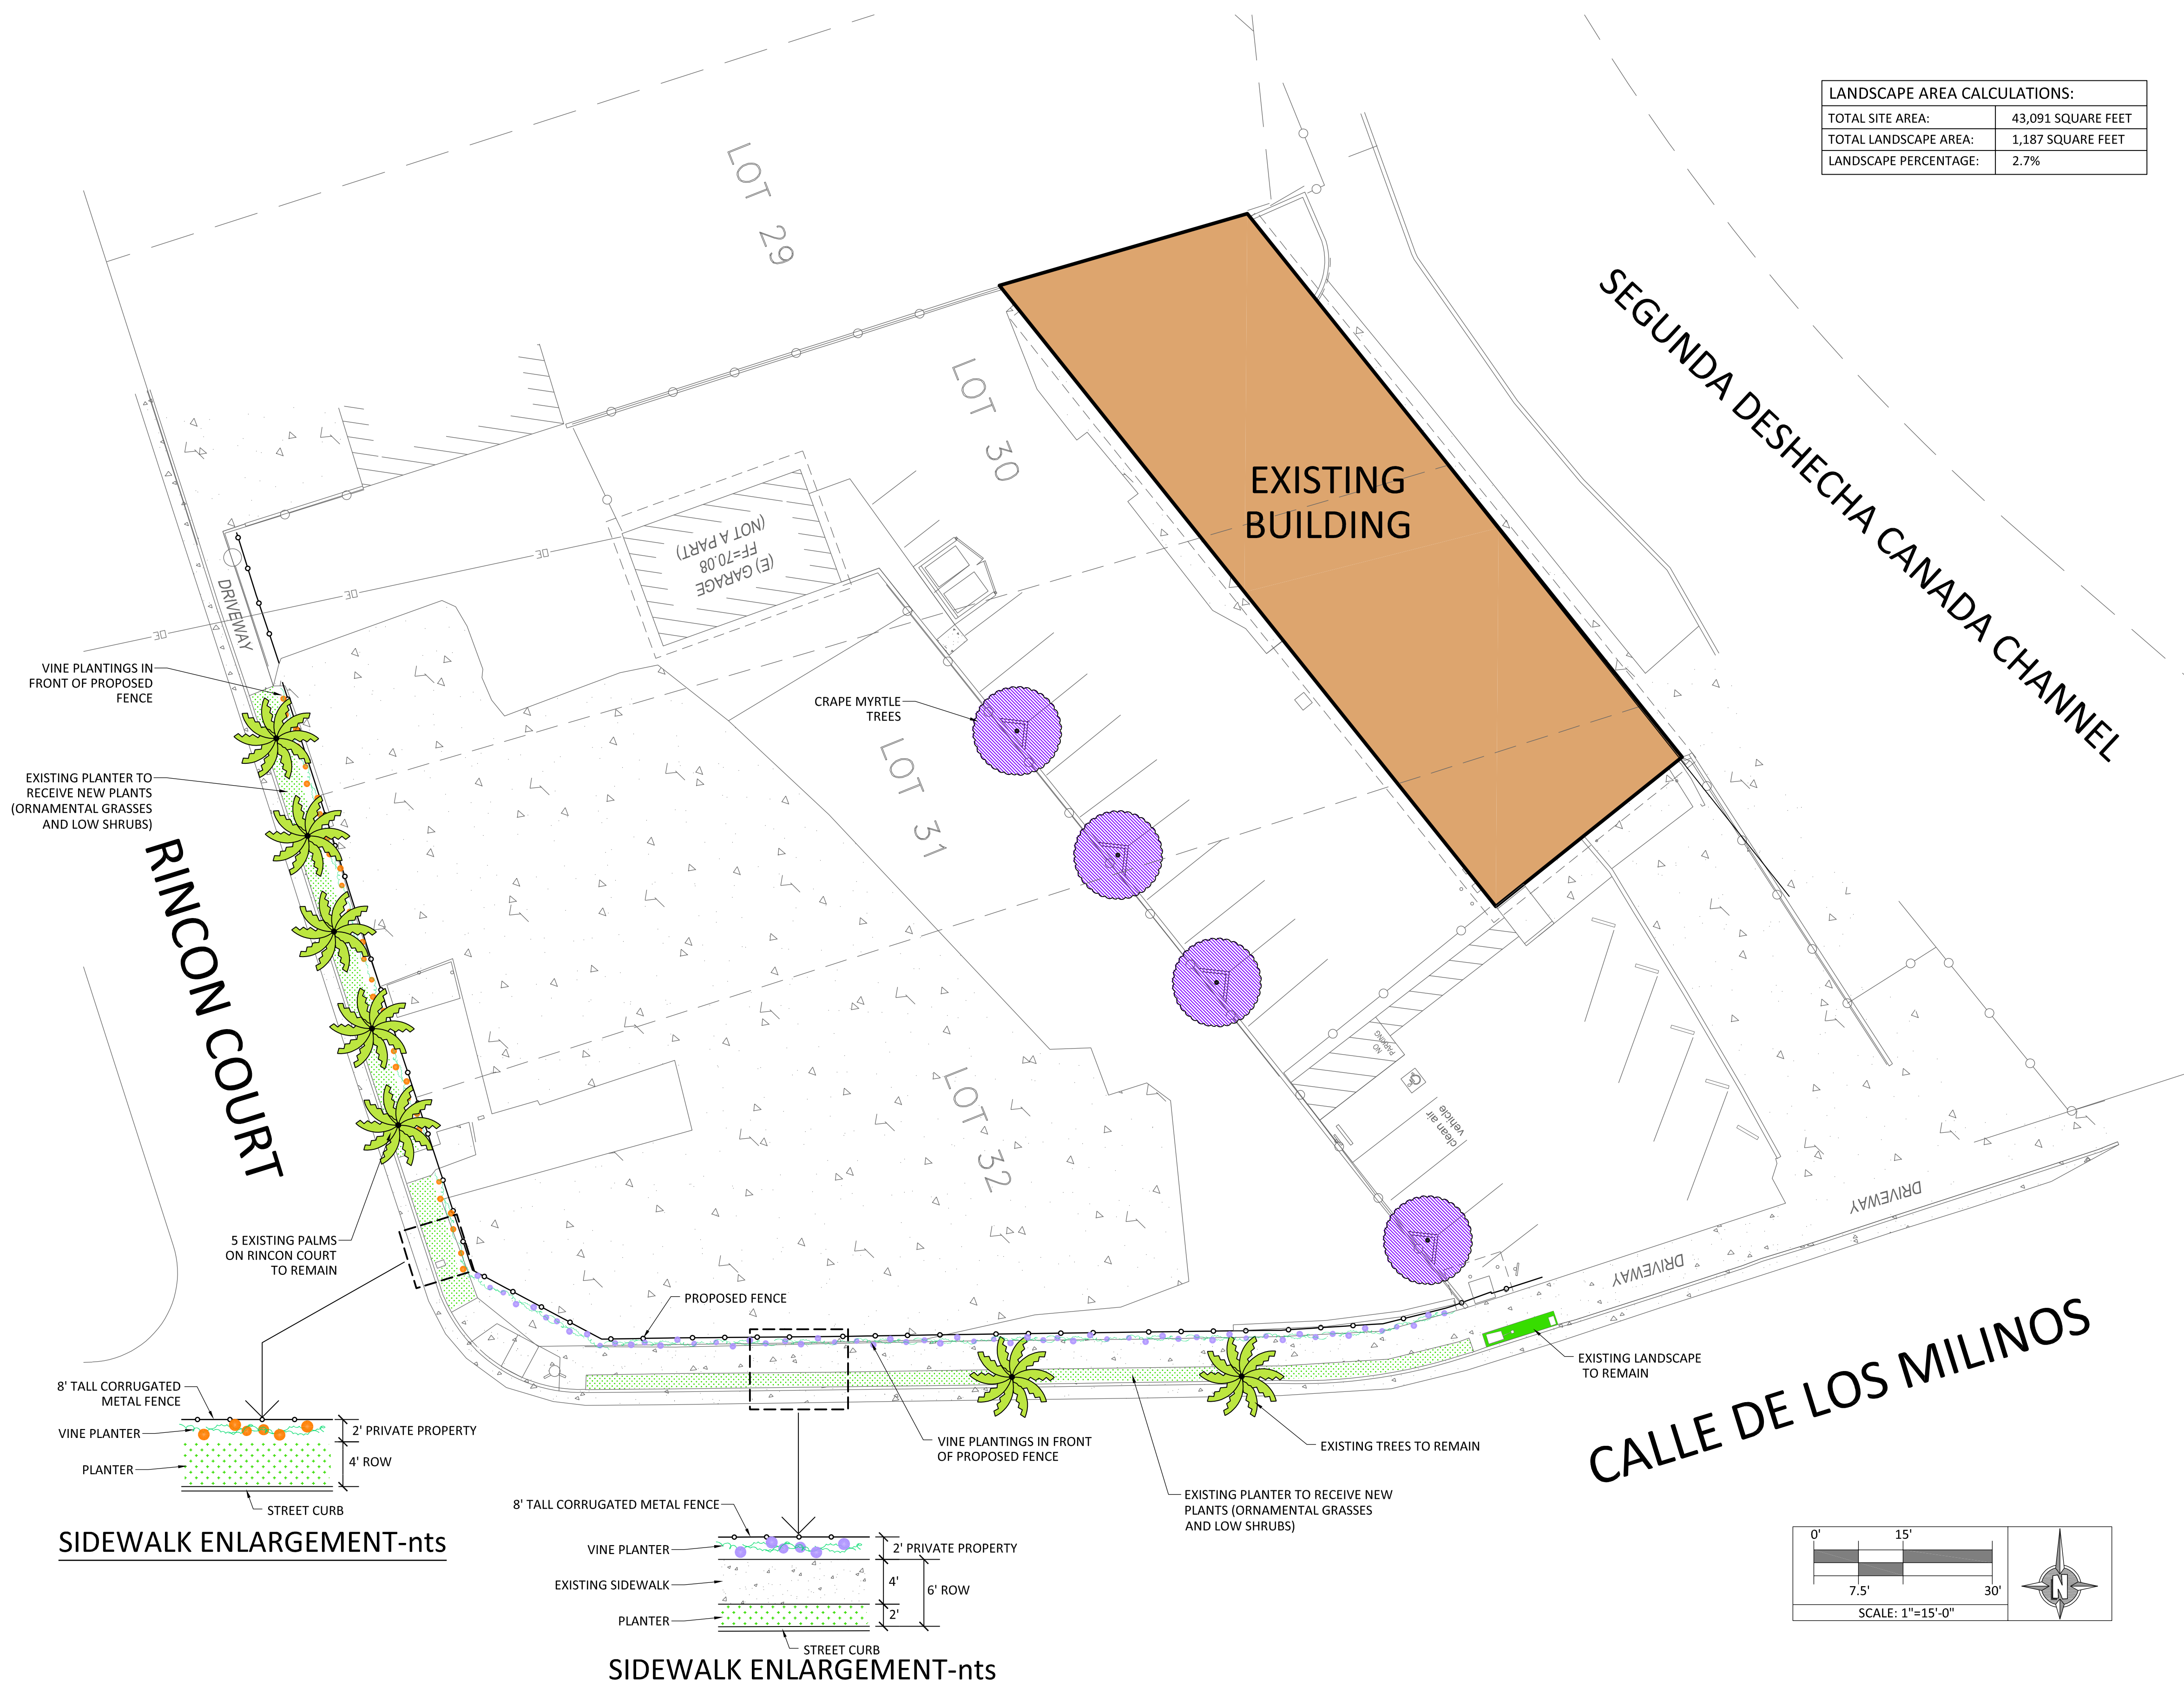 LANDSCAPE AREA CALCULATIONS:
TOTAL SITE AREA: 43,091 SQUARE FEET
TOTAL LANDSCAPE AREA: 1,187 SQUARE FEET
LANDSCAPE PERCENTAGE: 2.7%
LOT 29
SEGUNDA DESHECHA CANADA CHANNEL
LOT 30
EXISTING
BUILDING
(E) GARAGE
FF=70.08
(NOT A PART)
30
30
30
DRIVEWAY
VINE PLANTINGS IN
FRONT OF PROPOSED
FENCE
CRAPE MYRTLE
TREES
LOT 31
EXISTING PLANTER TO
RECEIVE NEW PLANTS
(ORNAMENTAL GRASSES
AND LOW SHRUBS)
RINCON COURT
NO
PARKING
clean air
vehicle
LOT 32
DRIVEWAY
DRIVEWAY
5 EXISTING PALMS
ON RINCON COURT
TO REMAIN
PROPOSED FENCE
EXISTING LANDSCAPE
TO REMAIN
CALLE DE LOS MILINOS
8' TALL CORRUGATED
METAL FENCE
VINE PLANTER
2' PRIVATE PROPERTY
PLANTER
4' ROW
STREET CURB
SIDEWALK ENLARGEMENT-nts
VINE PLANTINGS IN FRONT
OF PROPOSED FENCE
EXISTING TREES TO REMAIN
EXISTING PLANTER TO RECEIVE NEW
PLANTS (ORNAMENTAL GRASSES
AND LOW SHRUBS)
8' TALL CORRUGATED METAL FENCE
VINE PLANTER
2' PRIVATE PROPERTY
EXISTING SIDEWALK
4'
6' ROW
PLANTER
2'
STREET CURB
SIDEWALK ENLARGEMENT-nts
0' 15'
7.5' 30'
SCALE: 1"=15'-0"
N